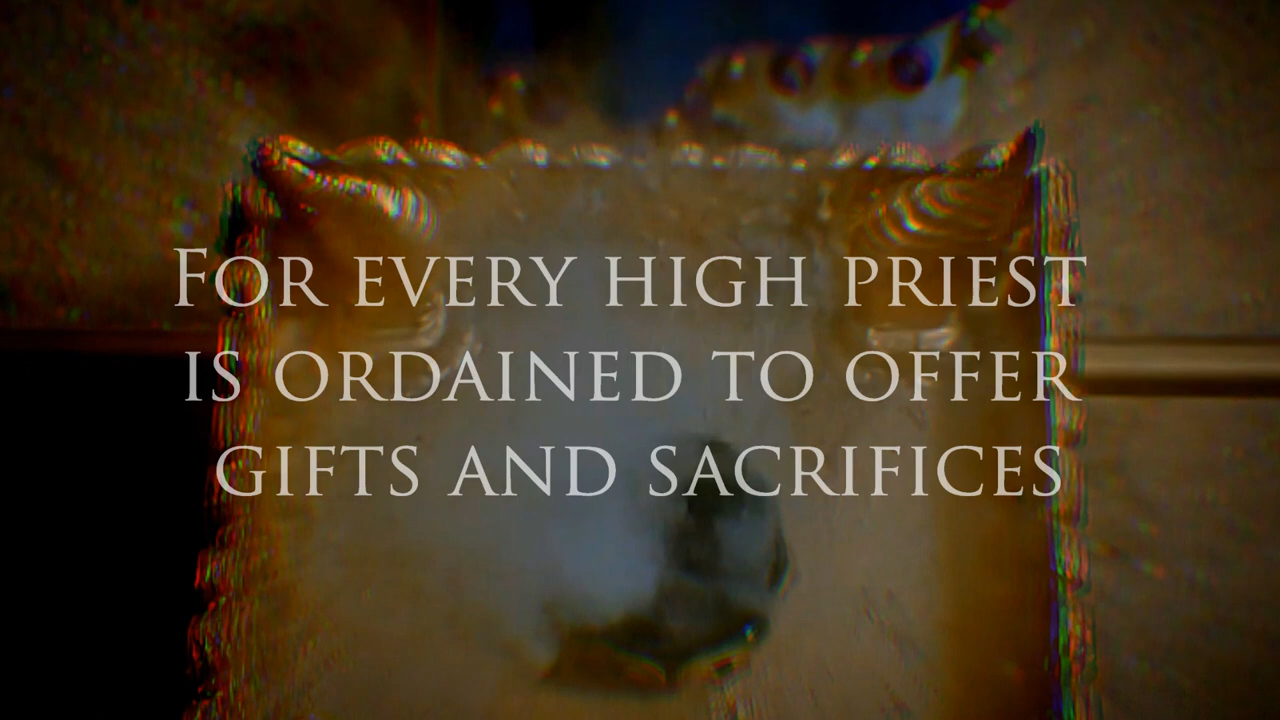 For every high priest
is ordained to offer
gifts and sacrifices